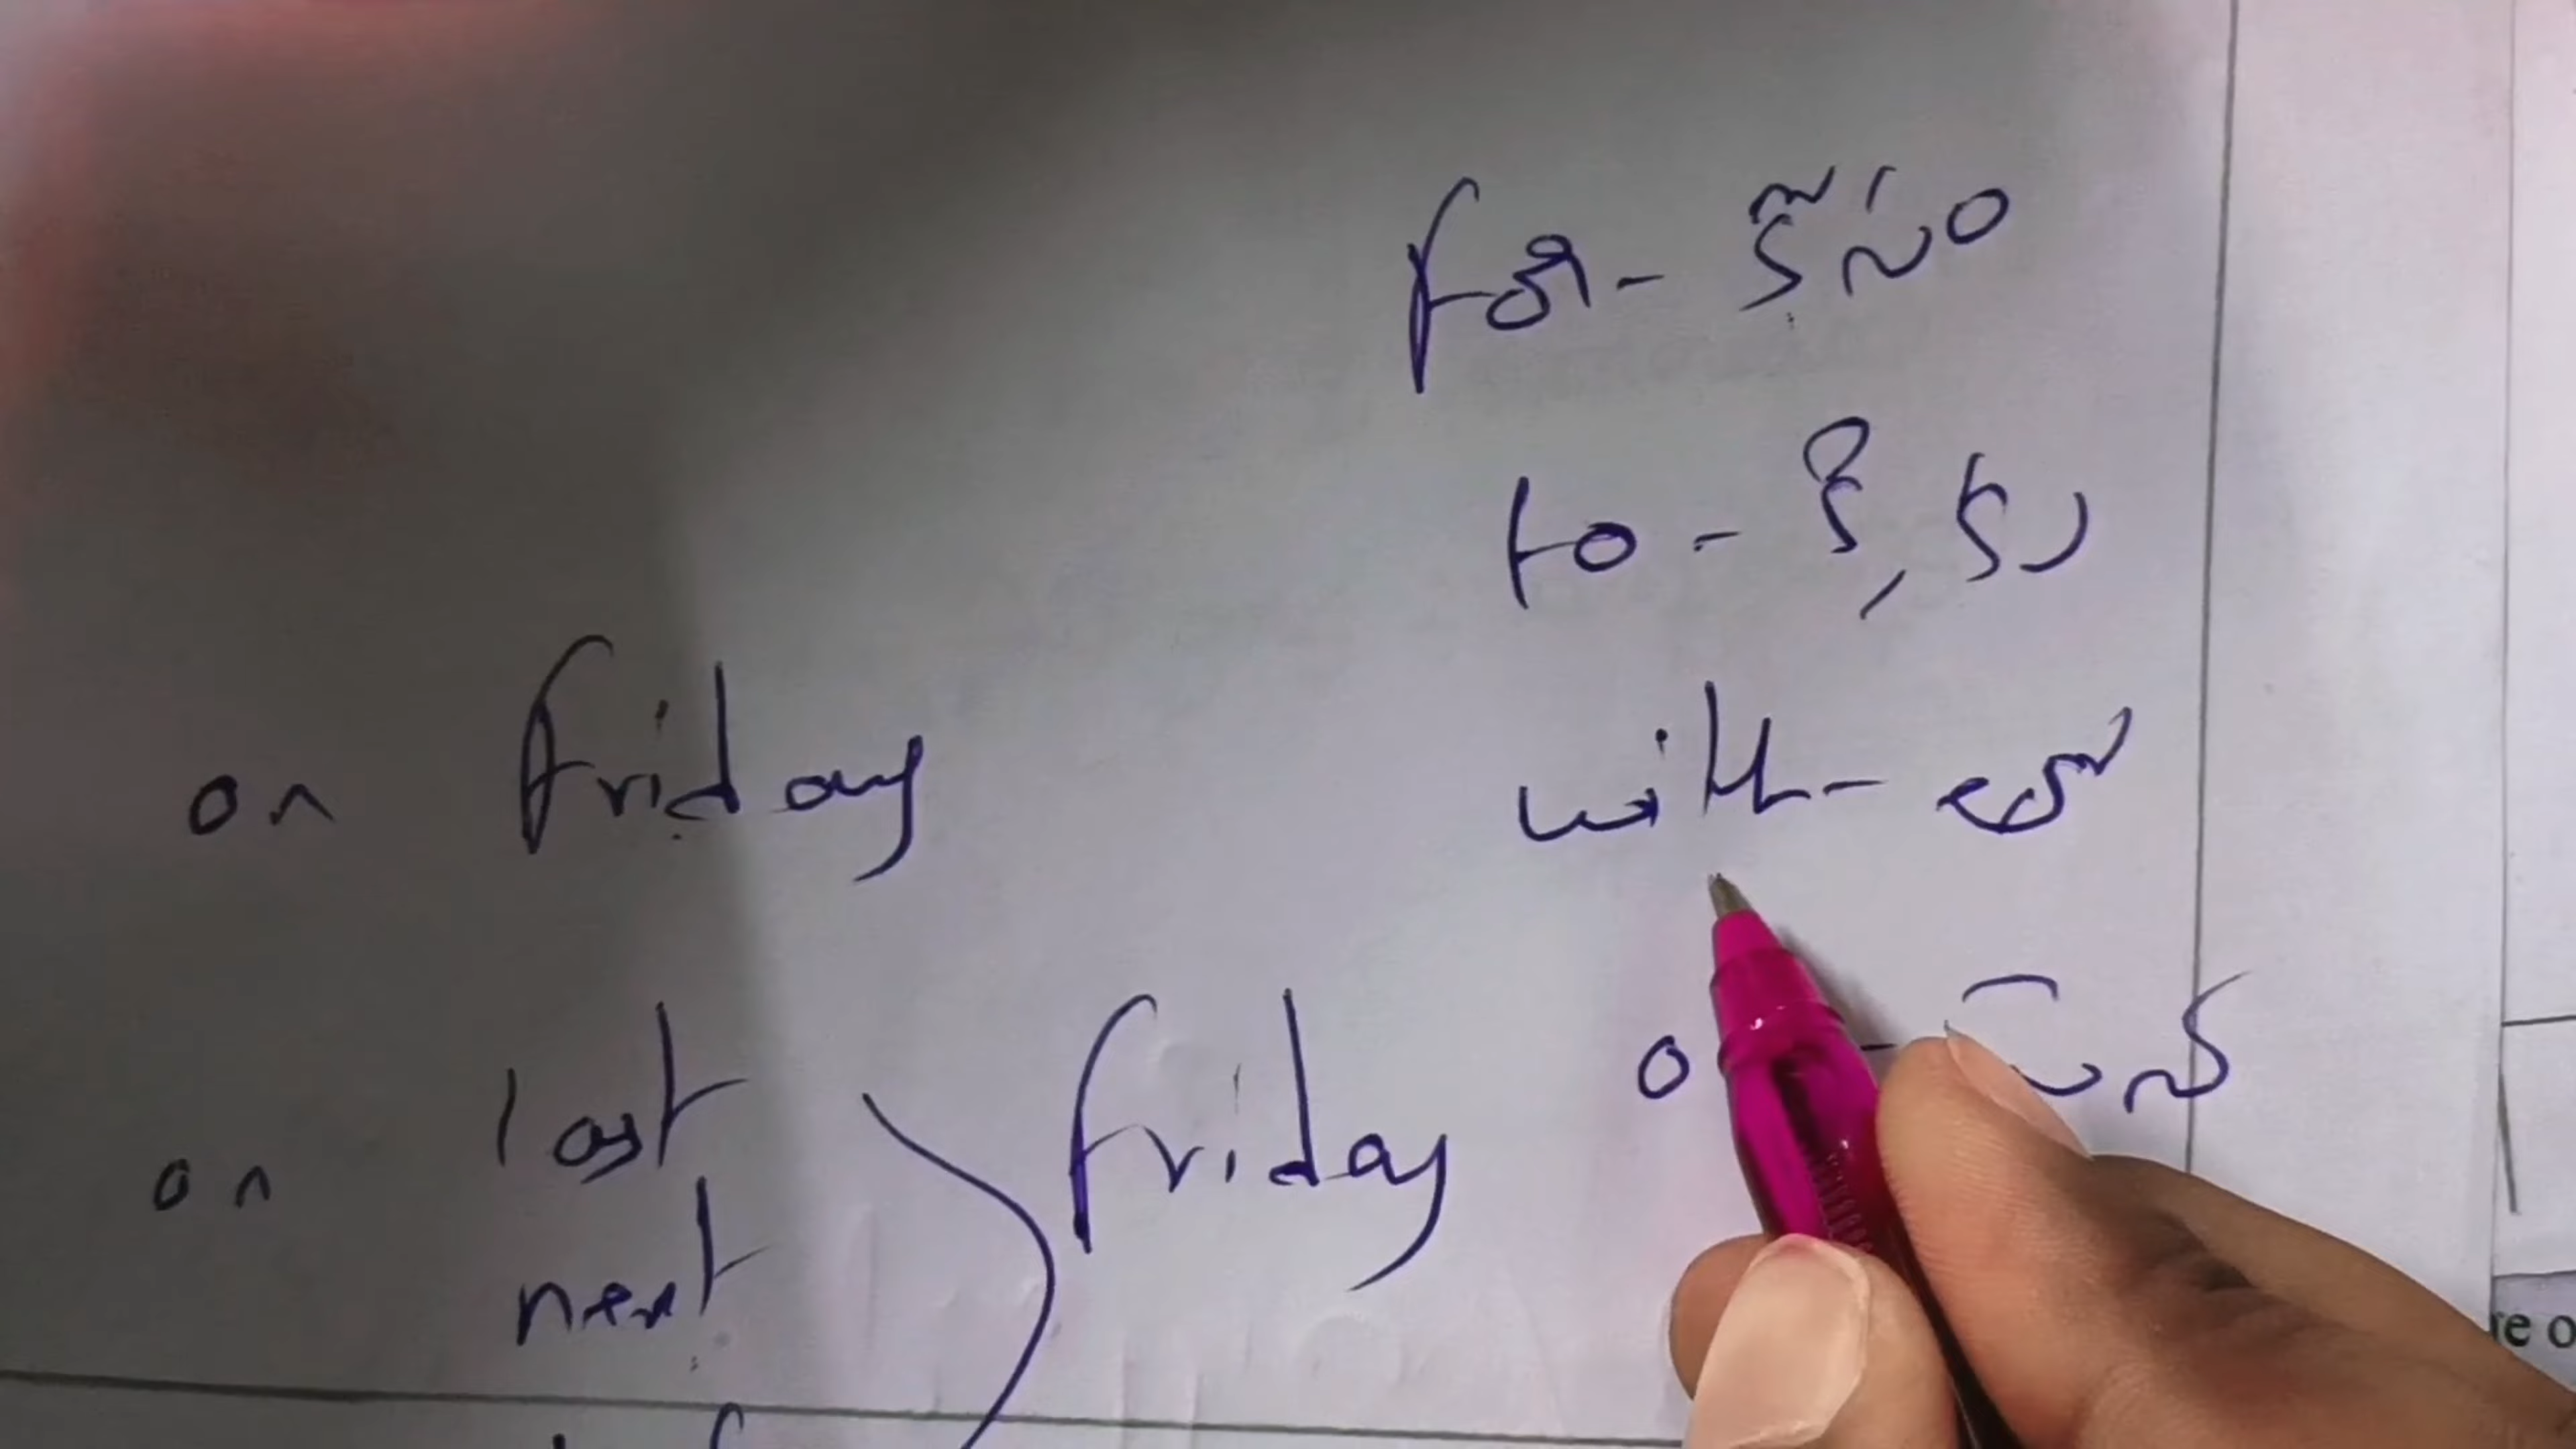 for - కోసం
to - కి, కు
on Friday
with - తో
on last Friday
next